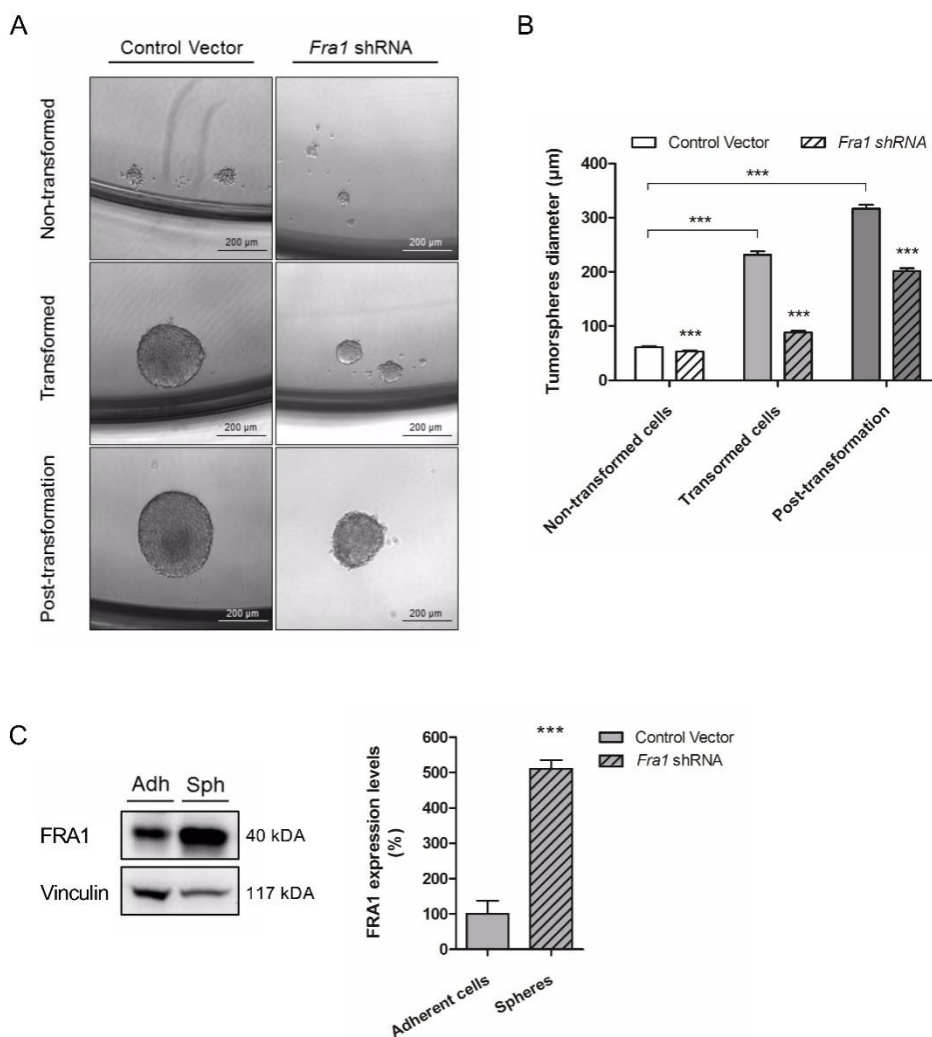 A
Control Vector
Fra1 shRNA
Non-transformed
200 µm
200 µm
Transformed
200 µm
200 µm
Post-transformation
200 µm
200 µm
B
Control Vector
Fra1 shRNA
Tumorspheres diameter (µm)
400
300
200
100
0
***
***
***
***
***
Non-transformed cells
Transormed cells
Post-transformation
C
Adh
Sph
FRA1
40 kDA
Vinculin
117 kDA
Control Vector
Fra1 shRNA
FRA1 expression levels
(%)
600
500
400
300
200
100
0
***
Adherent cells
Spheres